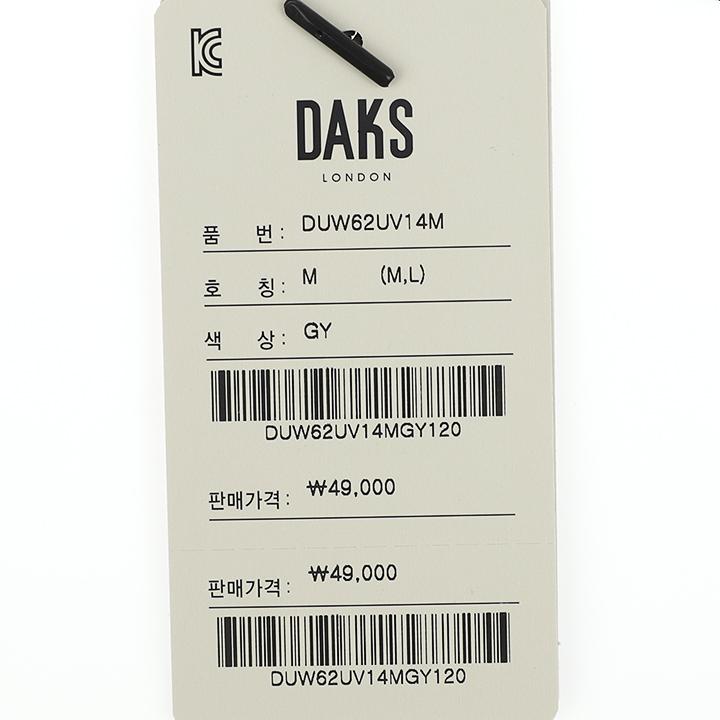 KC
DAKS
LONDON
품 번 : DUW62UV14M
호 칭 : M (M,L)
색 상 : GY
DUW62UV14MGY120
판매가격 : ₩49,000
판매가격 : ₩49,000
DUW62UV14MGY120